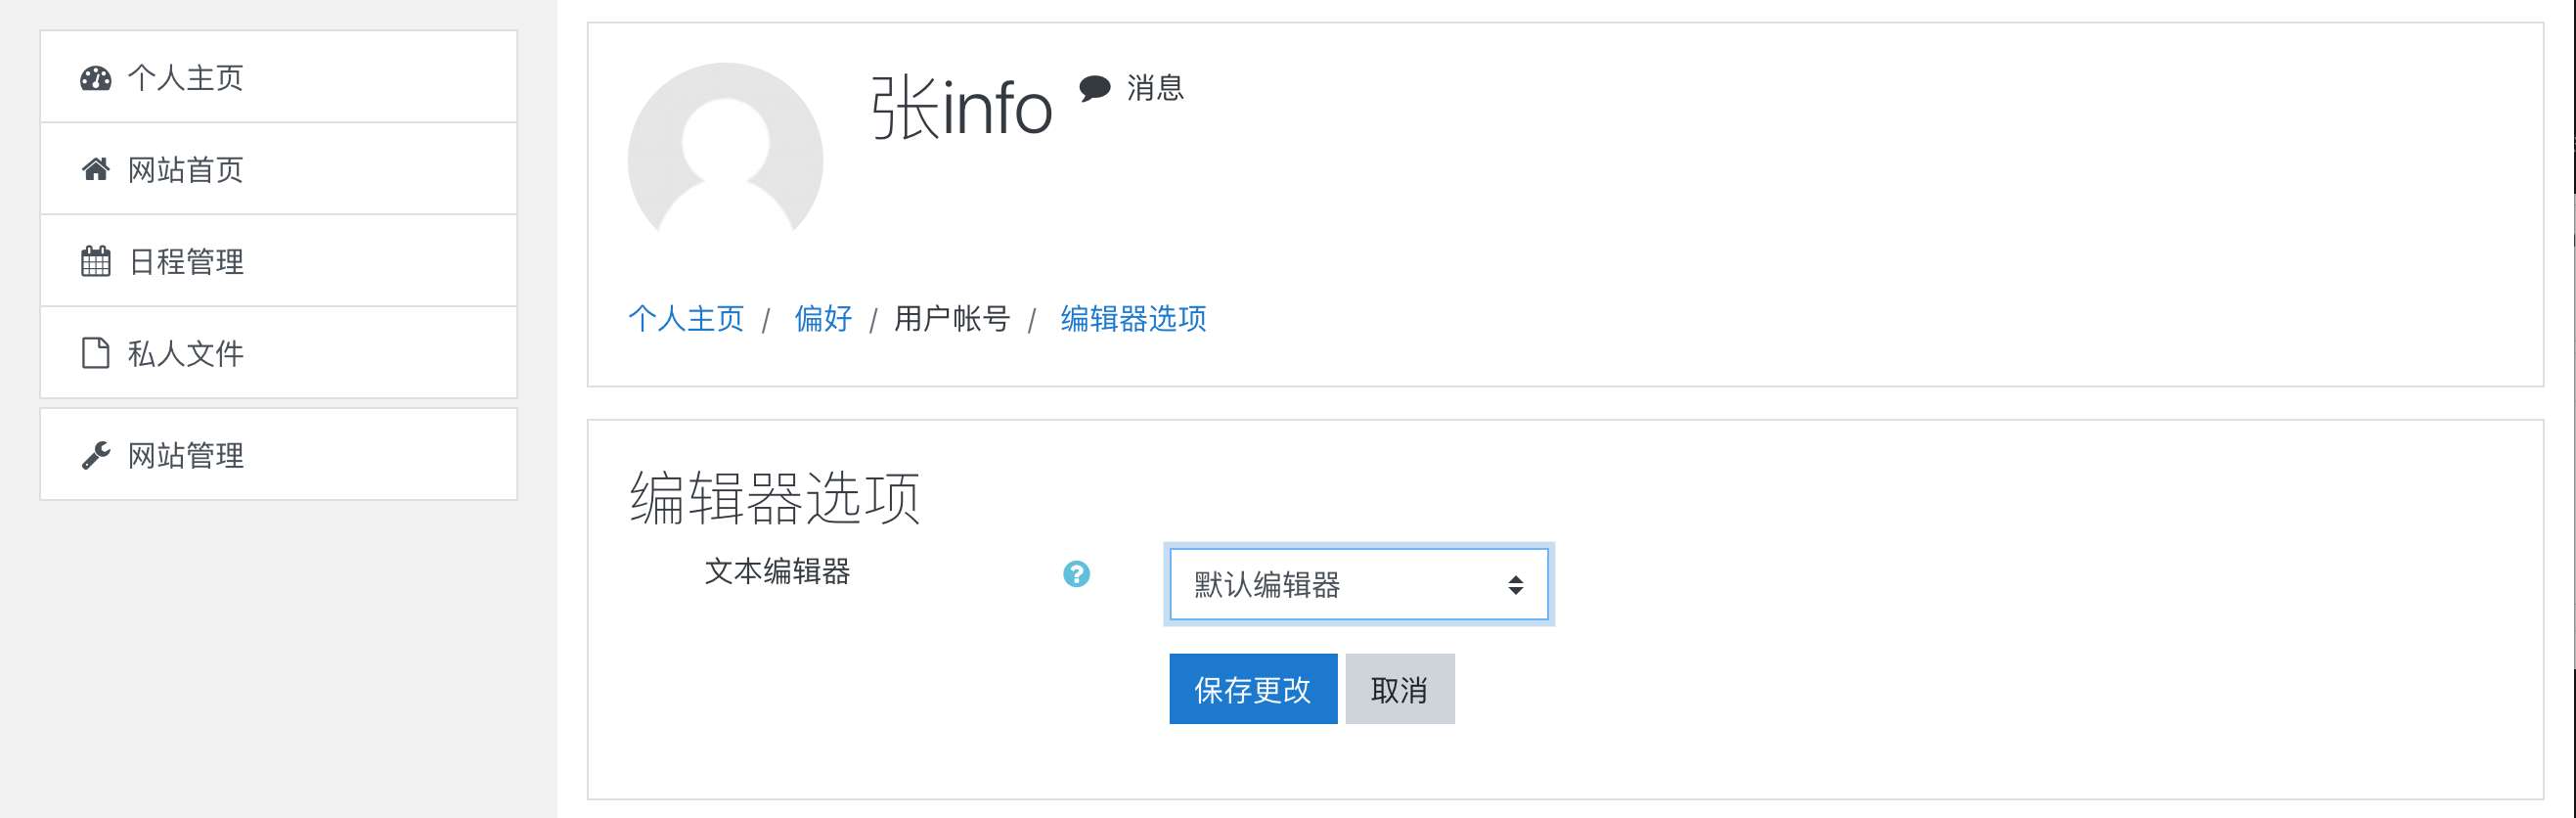 个人主页
网站首页
日程管理
私人文件
网站管理
张info 消息
个人主页 / 偏好 / 用户帐号 / 编辑器选项
编辑器选项
文本编辑器 ? 默认编辑器
保存更改 取消